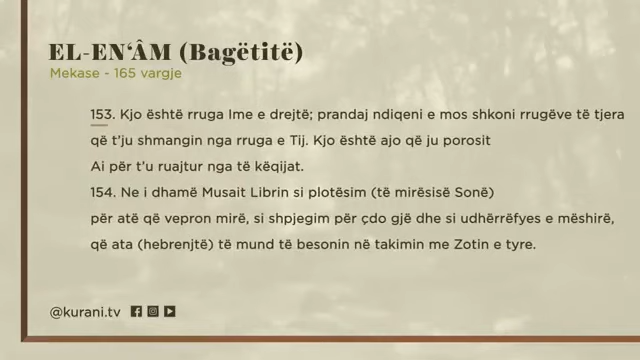 EL-EN‘ÂM (Bagëtitë)
Mekase - 165 vargje
153. Kjo është rruga Ime e drejtë; prandaj ndiqeni e mos shkoni rrugëve të tjera
që t’ju shmangin nga rruga e Tij. Kjo është ajo që ju porosit
Ai për t’u ruajtur nga të këqijat.
154. Ne i dhamë Musait Librin si plotësim (të mirësisë Sonë)
për atë që vepron mirë, si shpjegim për çdo gjë dhe si udhërrëfyes e mëshirë,
që ata (hebrenjtë) të mund të besonin në takimin me Zotin e tyre.
@kurani.tv